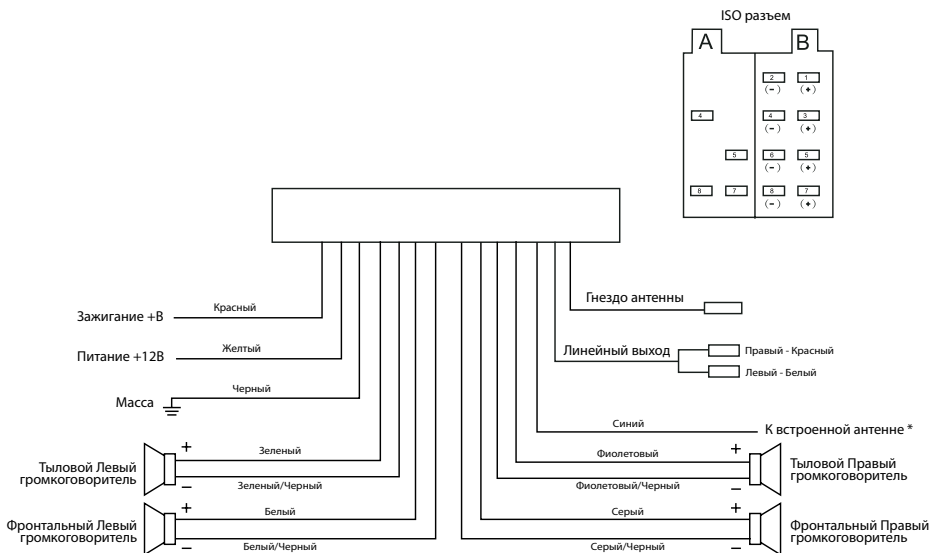 ISO разъем
A B
2 1
(-) (+)
4 4 3
(-) (+)
5 6 5
(-) (+)
8 7 8 7
(-) (+)
Гнездо антенны
Красный
Зажигание +В
Желтый
Питание +12В
Линейный выход
Правый - Красный
Левый - Белый
Черный
Масса
Синий
К встроенной антенне *
+ Зеленый
Тыловой Левый
громкоговоритель
– Зеленый/Черный
Фиолетовый +
Тыловой Правый
громкоговоритель
Фиолетовый/Черный –
+ Белый
Фронтальный Левый
громкоговоритель
– Белый/Черный
Серый +
Фронтальный Правый
громкоговоритель
Серый/Черный –